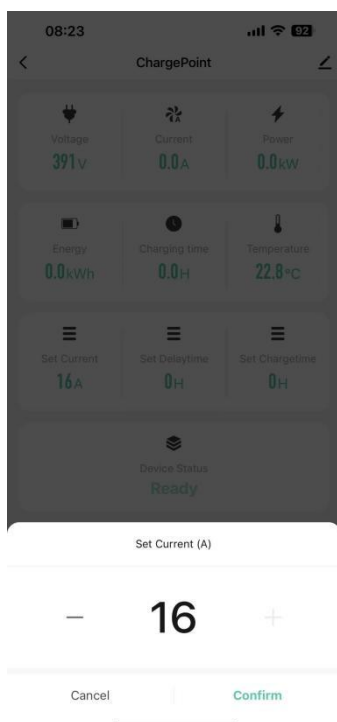 08:23 92
ChargePoint
Voltage Current Power
391V 0.0A 0.0kW
Energy Charging time Temperature
0.0kWh 0.0H 22.8°C
Set Current Set Delaytime Set Chargetime
16A 0H 0H
Device Status
Ready
Set Current (A)
− 16 +
Cancel Confirm